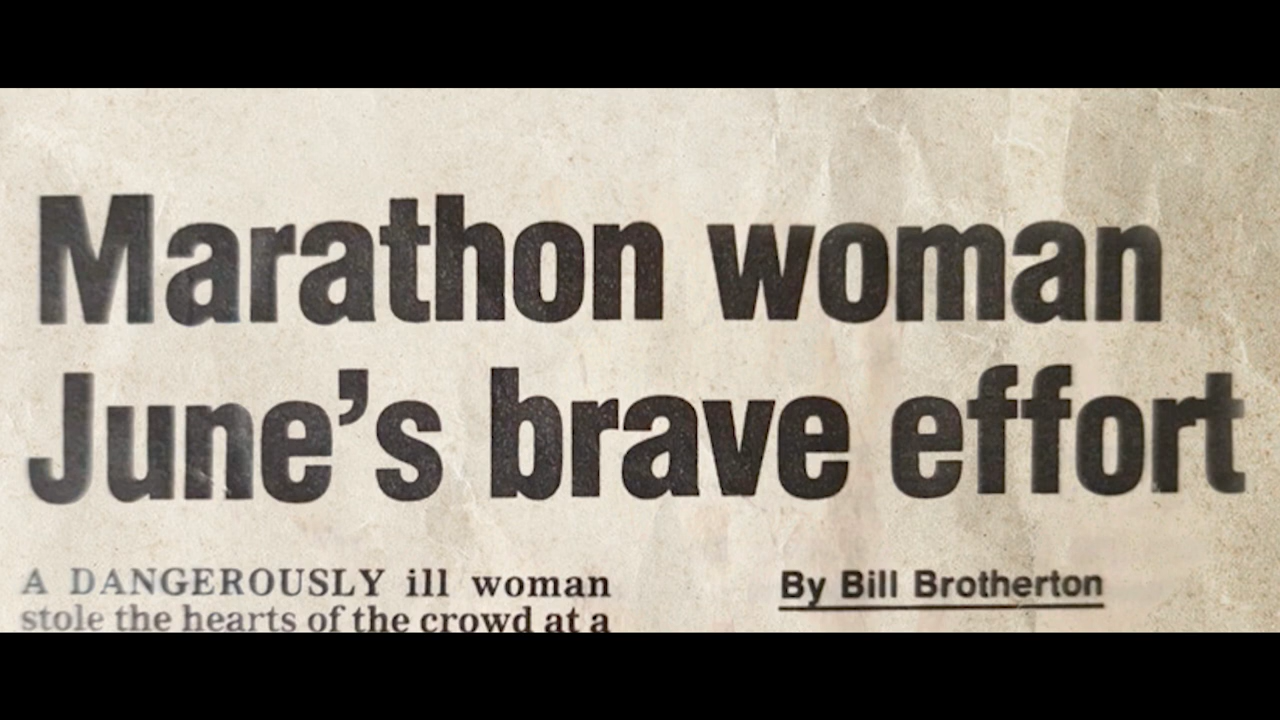 Marathon woman
June's brave effort
A DANGEROUSLY ill woman
stole the hearts of the crowd at a
By Bill Brotherton